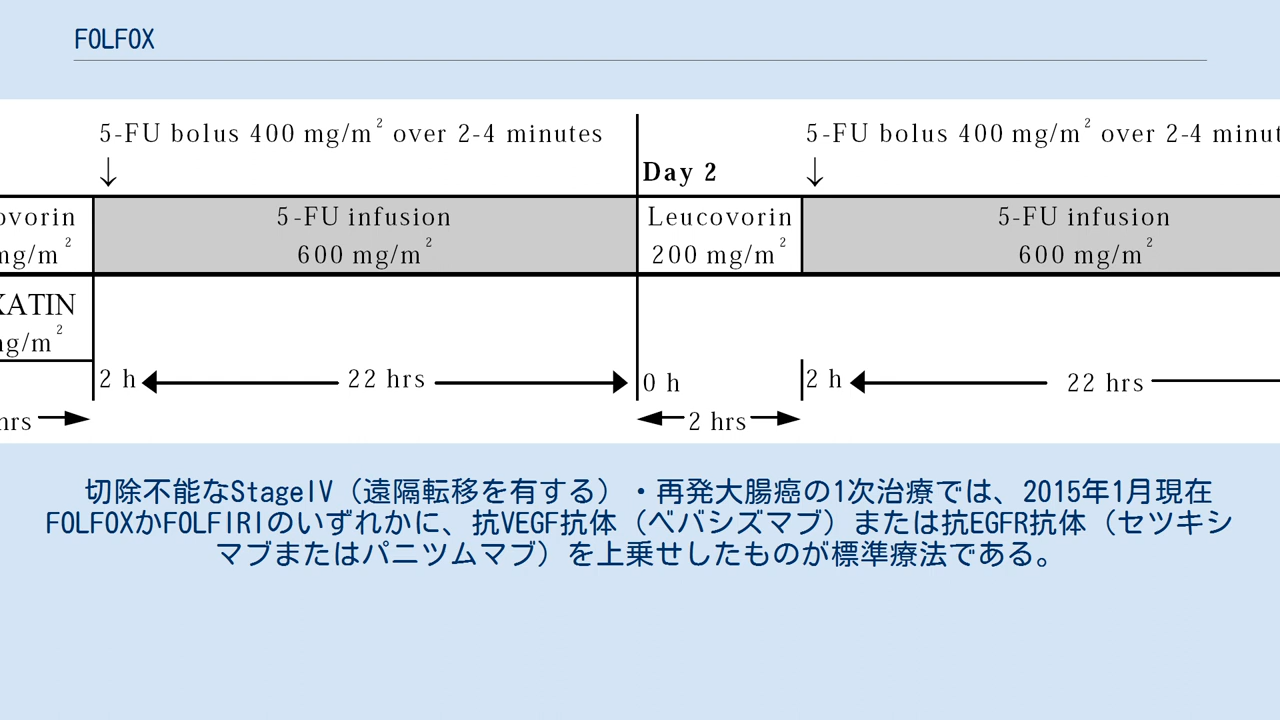 FOLFOX
5-FU bolus 400 mg/m² over 2-4 minutes
5-FU bolus 400 mg/m² over 2-4 minut
Day 2
ovorin
5-FU infusion
Leucovorin
5-FU infusion
mg/m²
600 mg/m²
200 mg/m²
600 mg/m²
XATIN
mg/m²
2 h
22 hrs
0 h
2 h
22 hrs
hrs
2 hrs
切除不能なStageIV（遠隔転移を有する）・再発大腸癌の1次治療では、2015年1月現在
FOLFOXかFOLFIRIのいずれかに、抗VEGF抗体（ベバシズマブ）または抗EGFR抗体（セツキシ
マブまたはパニツムマブ）を上乗せしたものが標準療法である。